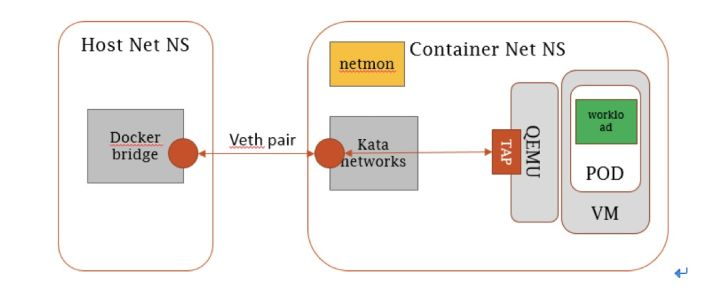 Host Net NS
Container Net NS
netmon
Docker
bridge
Veth pair
Kata
networks
TAP
QEMU
worklo
ad
POD
VM